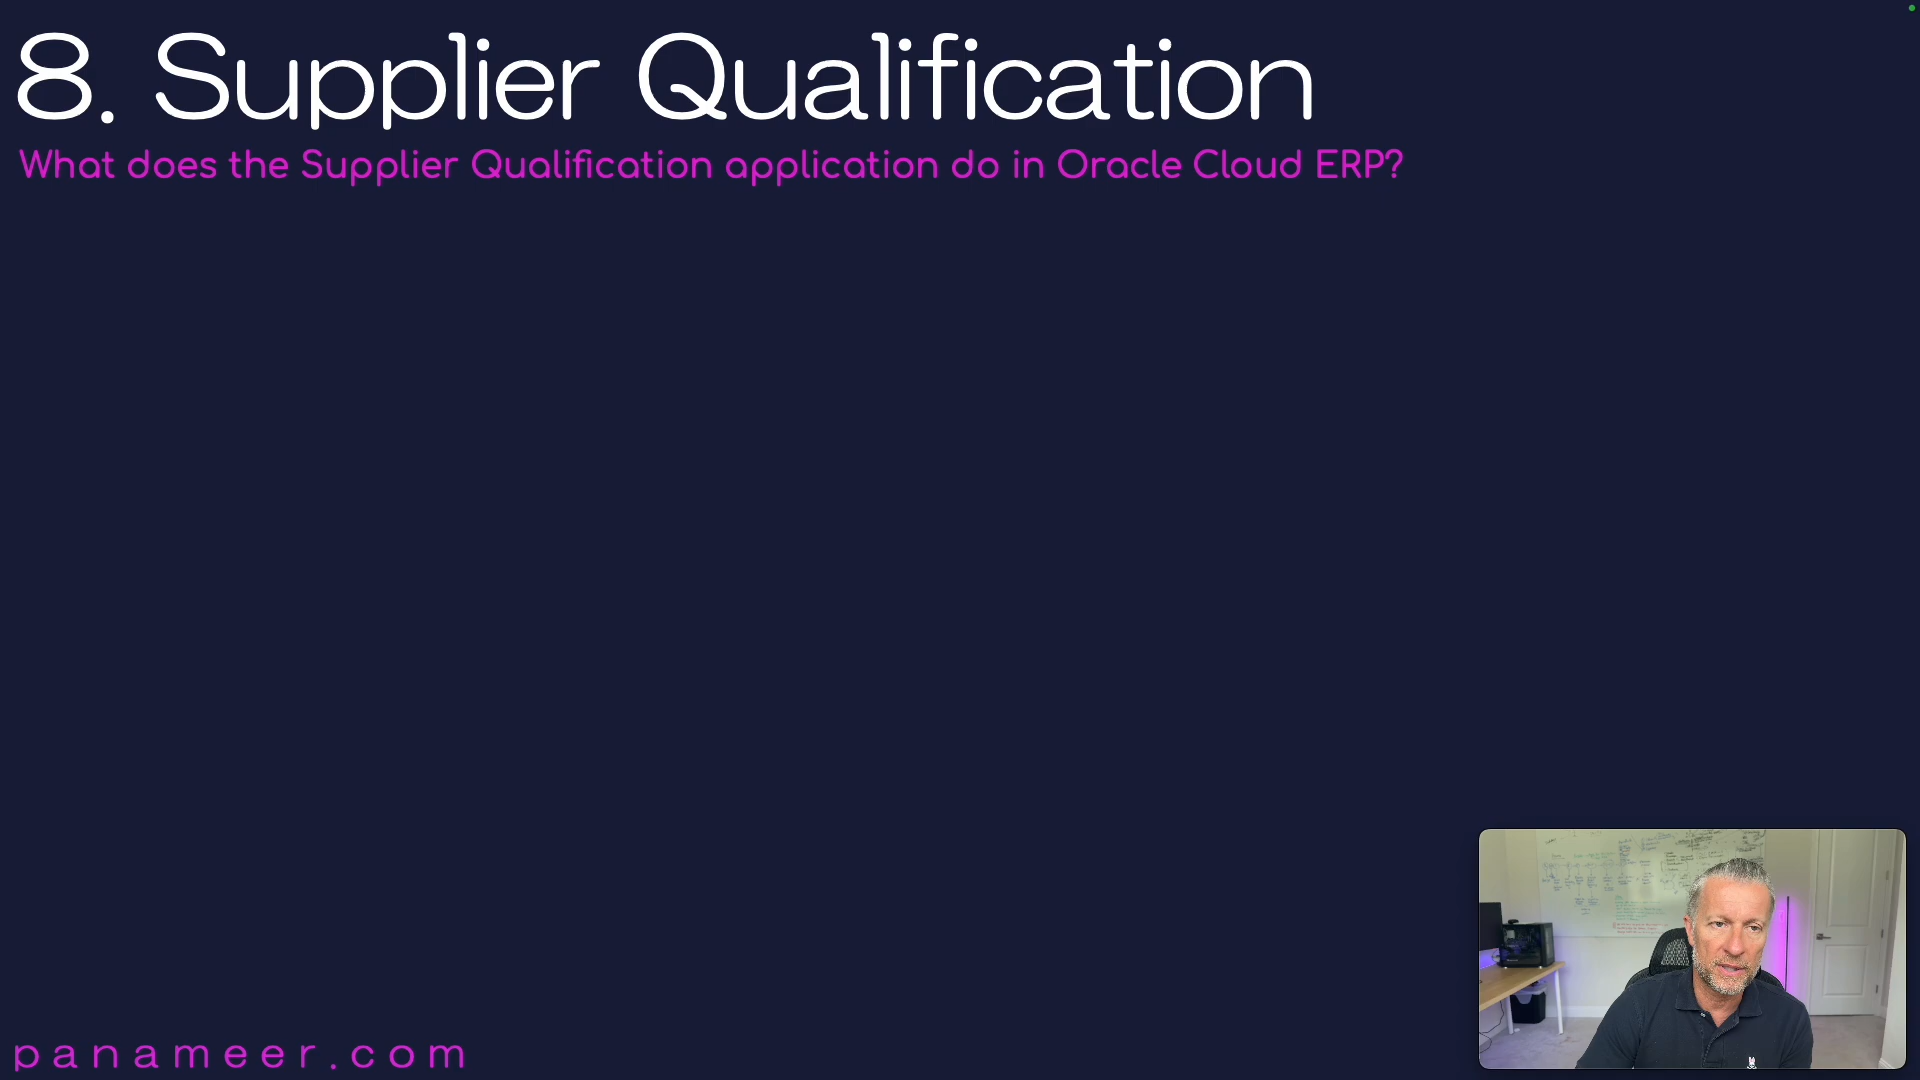 8. Supplier Qualification
What does the Supplier Qualification application do in Oracle Cloud ERP?
panameer.com